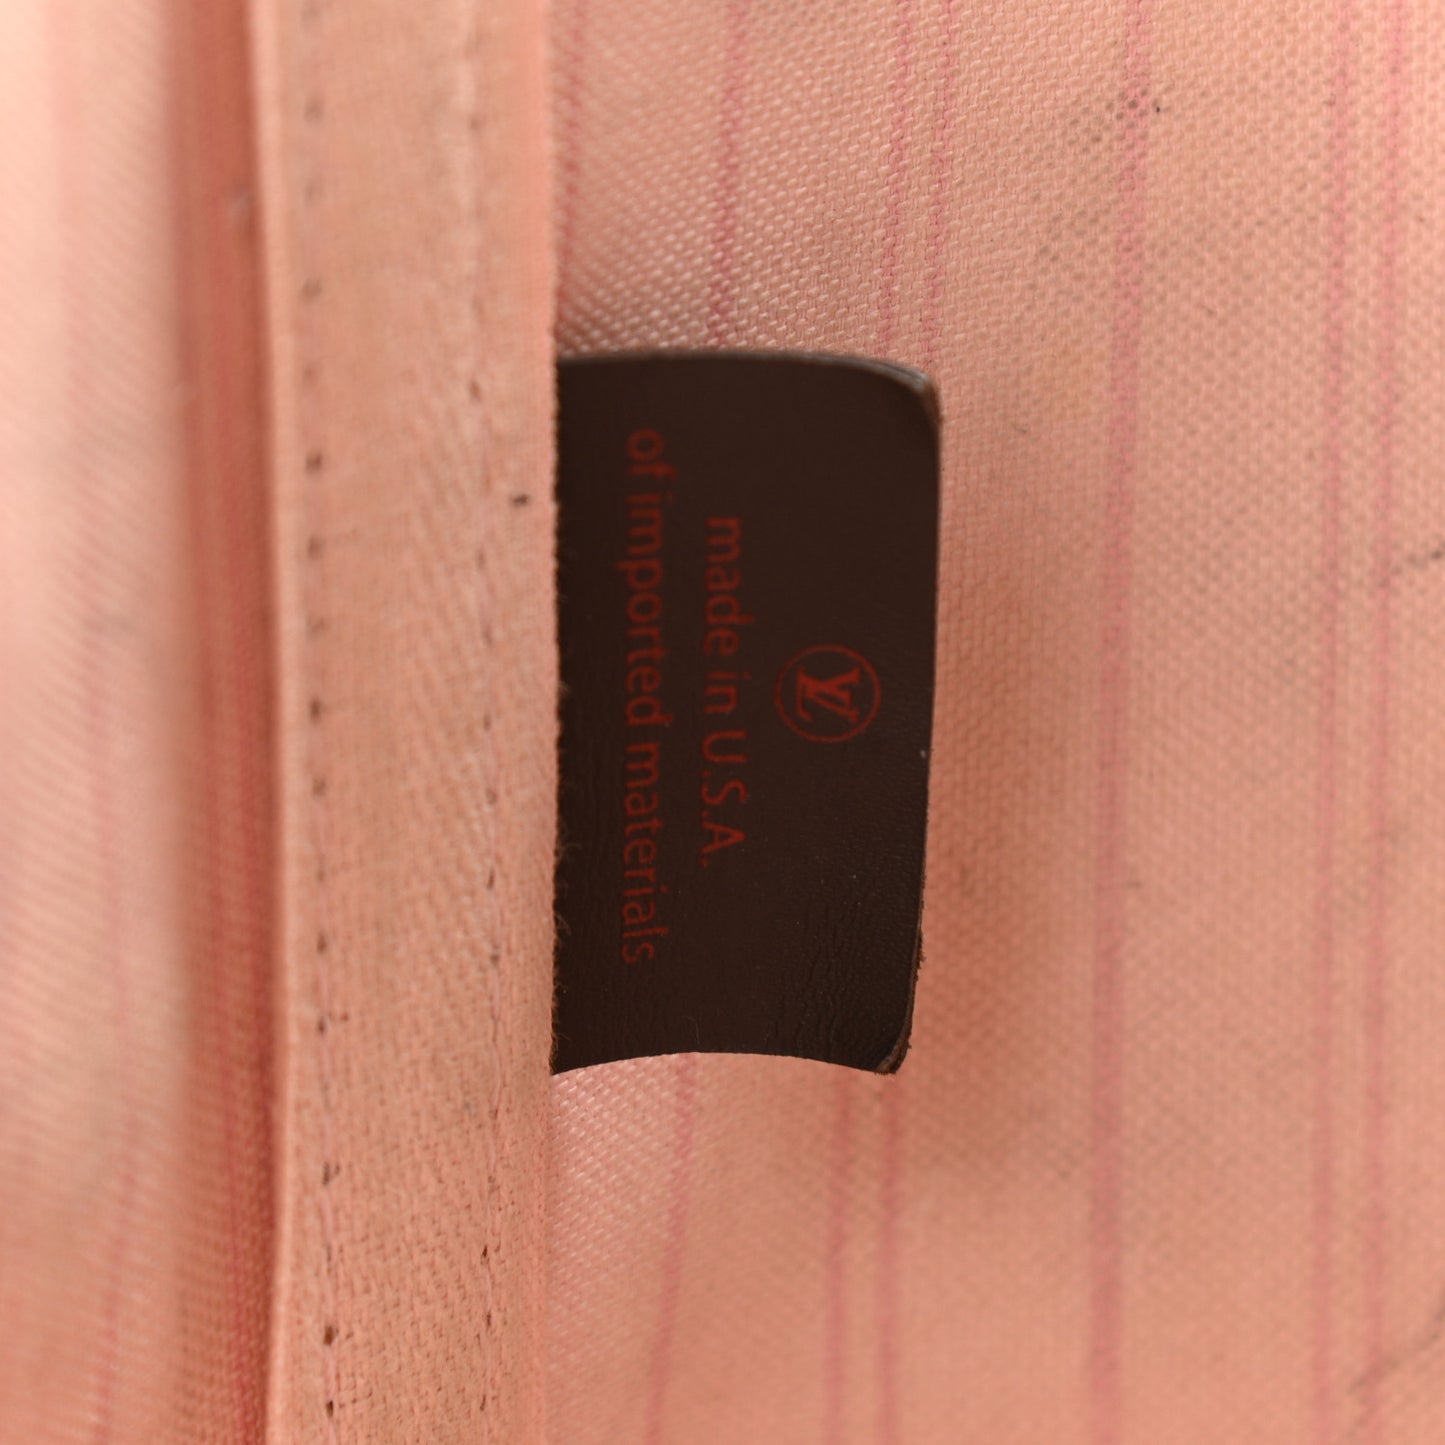 LV
made in U.S.A.
of imported materials